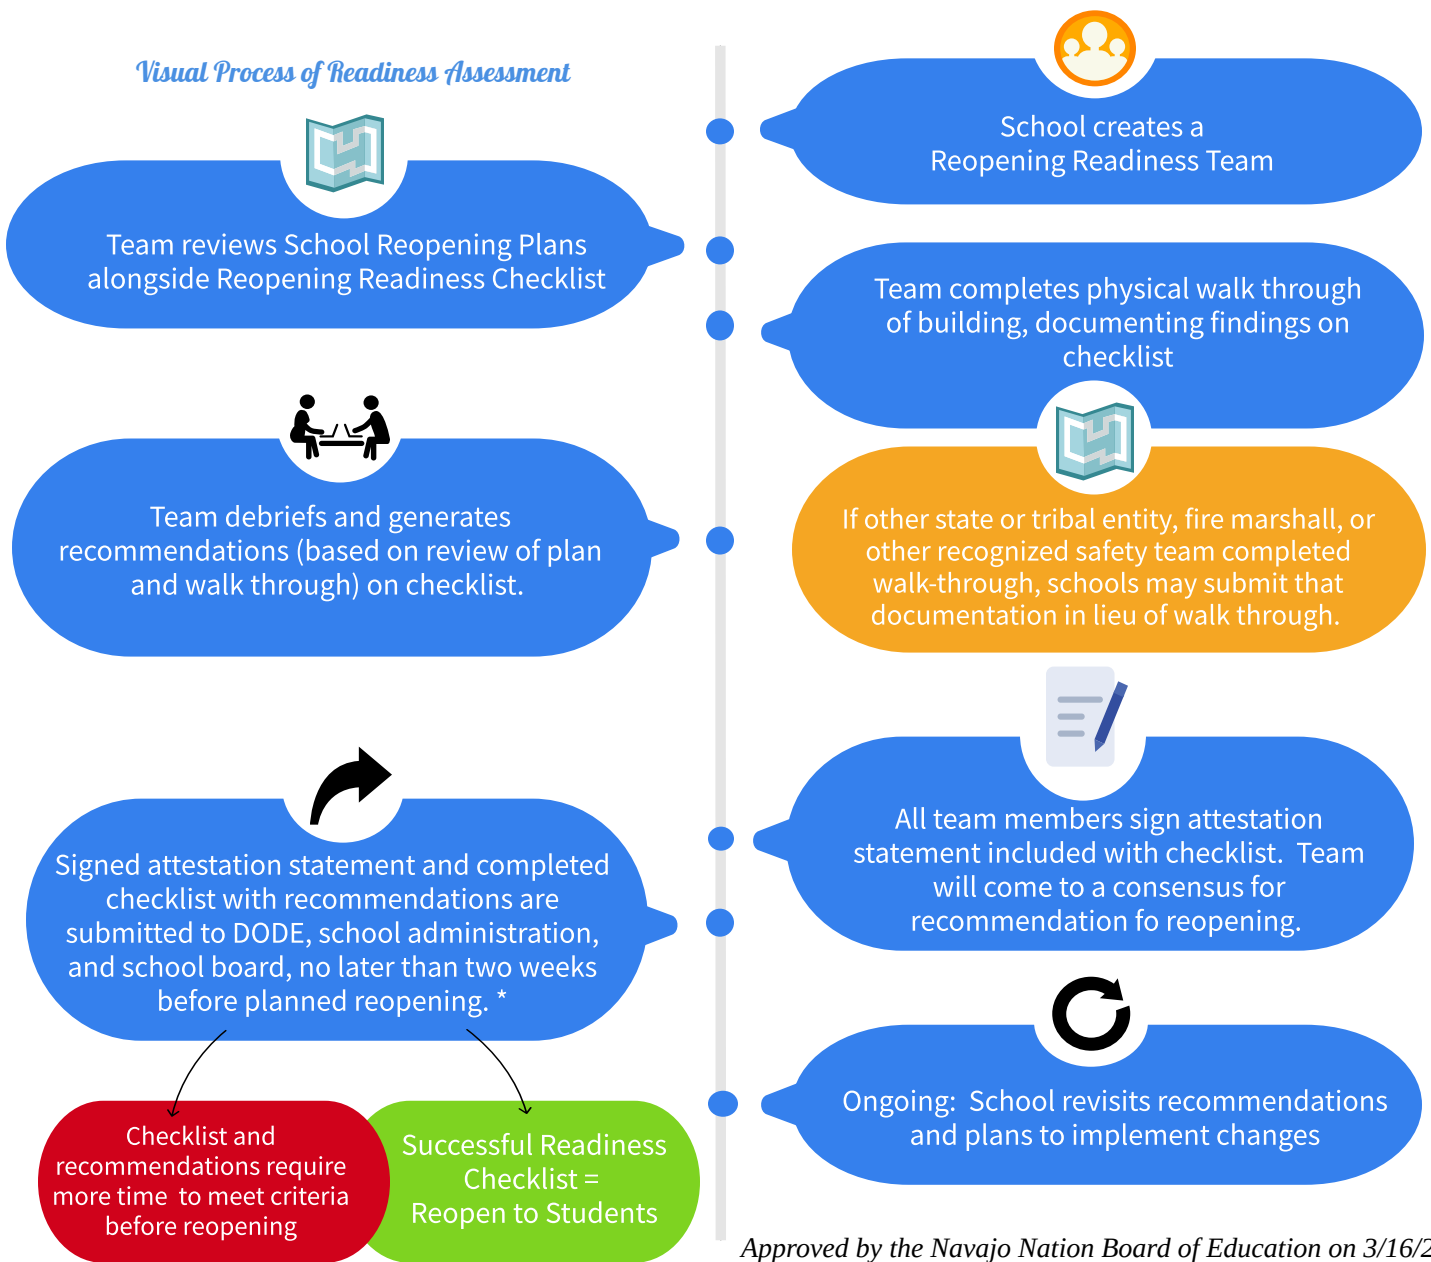 Visual Process of Readiness Assessment
School creates a
Reopening Readiness Team
Team reviews School Reopening Plans
alongside Reopening Readiness Checklist
Team completes physical walk through
of building, documenting findings on
checklist
If other state or tribal entity, fire marshall, or
other recognized safety team completed
walk-through, schools may submit that
documentation in lieu of walk through.
Team debriefs and generates
recommendations (based on review of plan
and walk through) on checklist.
All team members sign attestation
statement included with checklist.  Team
will come to a consensus for
recommendation fo reopening.
Signed attestation statement and completed
checklist with recommendations are
submitted to DODE, school administration,
and school board, no later than two weeks
before planned reopening. *
Checklist and
recommendations require
more time  to meet criteria
before reopening
Successful Readiness
Checklist =
Reopen to Students
Ongoing:  School revisits recommendations
and plans to implement changes
Approved by the Navajo Nation Board of Education on 3/16/2